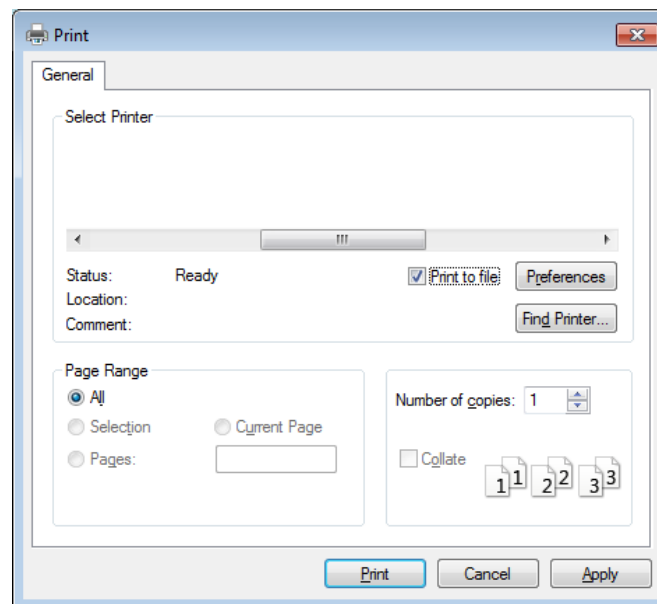 Print
General
Select Printer
Status: Ready
Print to file
Preferences
Location:
Comment:
Find Printer...
Page Range
All
Selection
Current Page
Pages:
Number of copies: 1
Collate
1 1 2 2 3 3
Print Cancel Apply